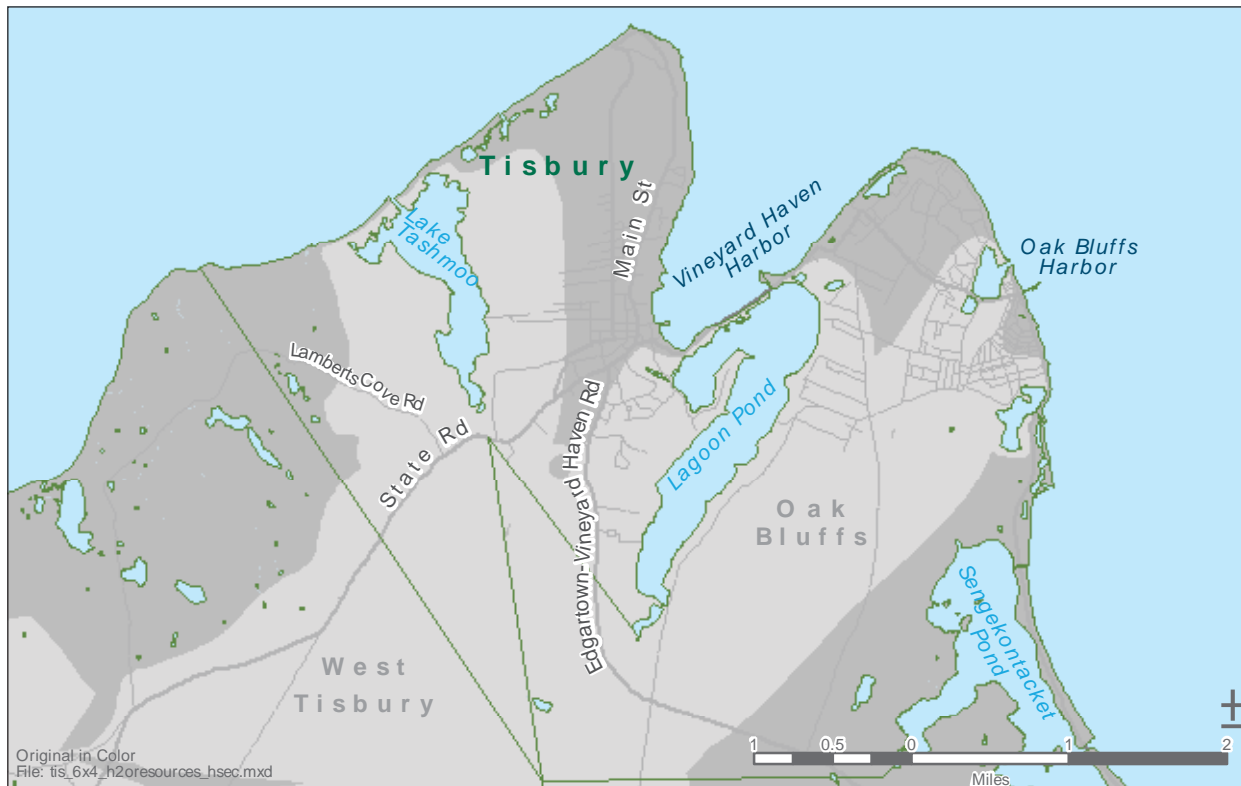 Tisbury
Main St
Lake
Tashmoo
Vineyard Haven
Harbor
Oak Bluffs
Harbor
Lamberts Cove Rd
State Rd
Edgartown-Vineyard Haven Rd
Lagoon Pond
Oak
Bluffs
Sengekontacket
Pond
West
Tisbury
Original in Color
File: tis_6x4_h2oresources_hsec.mxd
1 0.5 0 1 2
Miles